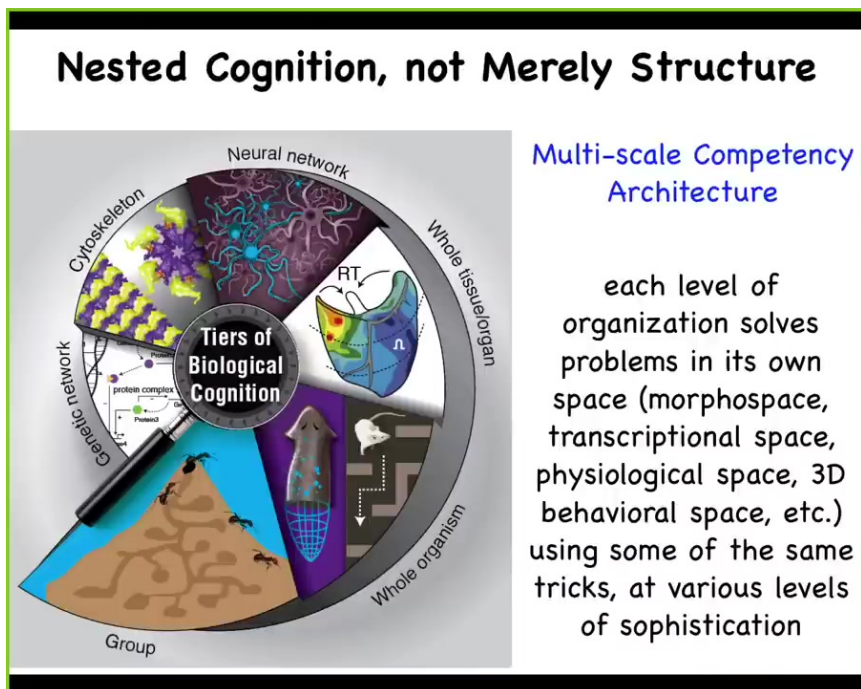 Nested Cognition, not Merely Structure
Neural network
Cytoskeleton
Whole tissue/organ
RT
Tiers of
Biological
Cognition
Genetic network
protein complex
Protein3
Whole organism
Group
Multi-scale Competency
Architecture
each level of
organization solves
problems in its own
space (morphospace,
transcriptional space,
physiological space, 3D
behavioral space, etc.)
using some of the same
tricks, at various levels
of sophistication